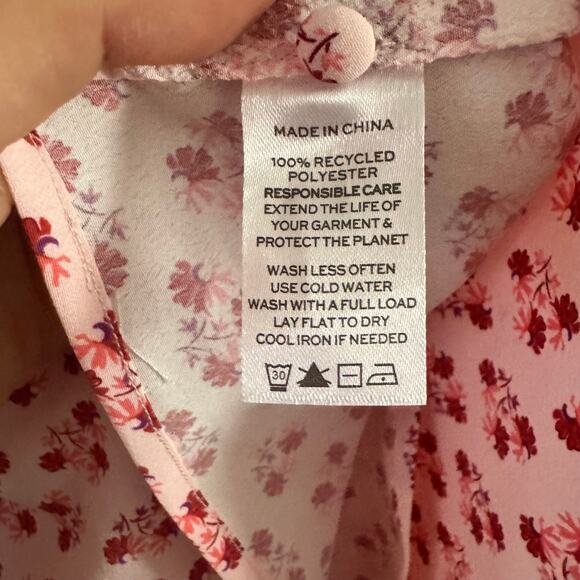 MADE IN CHINA
100% RECYCLED
POLYESTER
RESPONSIBLE CARE
EXTEND THE LIFE OF
YOUR GARMENT &
PROTECT THE PLANET
WASH LESS OFTEN
USE COLD WATER
WASH WITH A FULL LOAD
LAY FLAT TO DRY
COOL IRON IF NEEDED
30